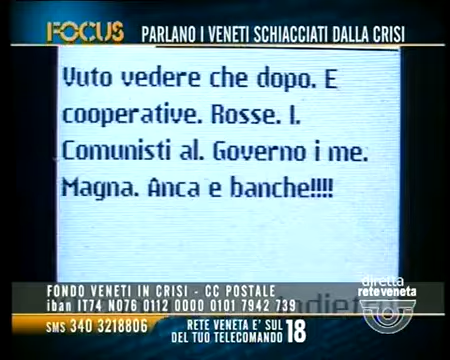 FOCUS PARLANO I VENETI SCHIACCIATI DALLA CRISI
Vuto vedere che dopo. E
cooperative. Rosse. I.
Comunisti al. Governo i me.
Magna. Anca e banche!!!!
diretta
reteveneta
FONDO VENETI IN CRISI - CC POSTALE
iban IT74 N076 0112 0000 0101 7942 739
SMS 340 3218806
RETE VENETA E' SUL
DEL TUO TELECOMANDO 18